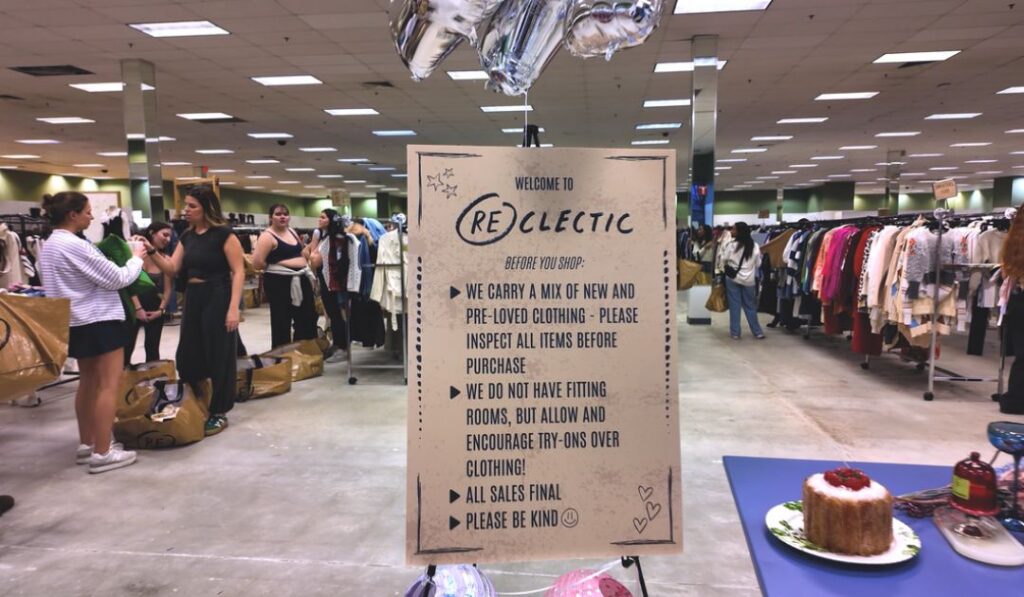 WELCOME TO
RECLECTIC
BEFORE YOU SHOP:
WE CARRY A MIX OF NEW AND
PRE-LOVED CLOTHING - PLEASE
INSPECT ALL ITEMS BEFORE
PURCHASE
WE DO NOT HAVE FITTING
ROOMS, BUT ALLOW AND
ENCOURAGE TRY-ONS OVER
CLOTHING!
ALL SALES FINAL
PLEASE BE KIND
RE